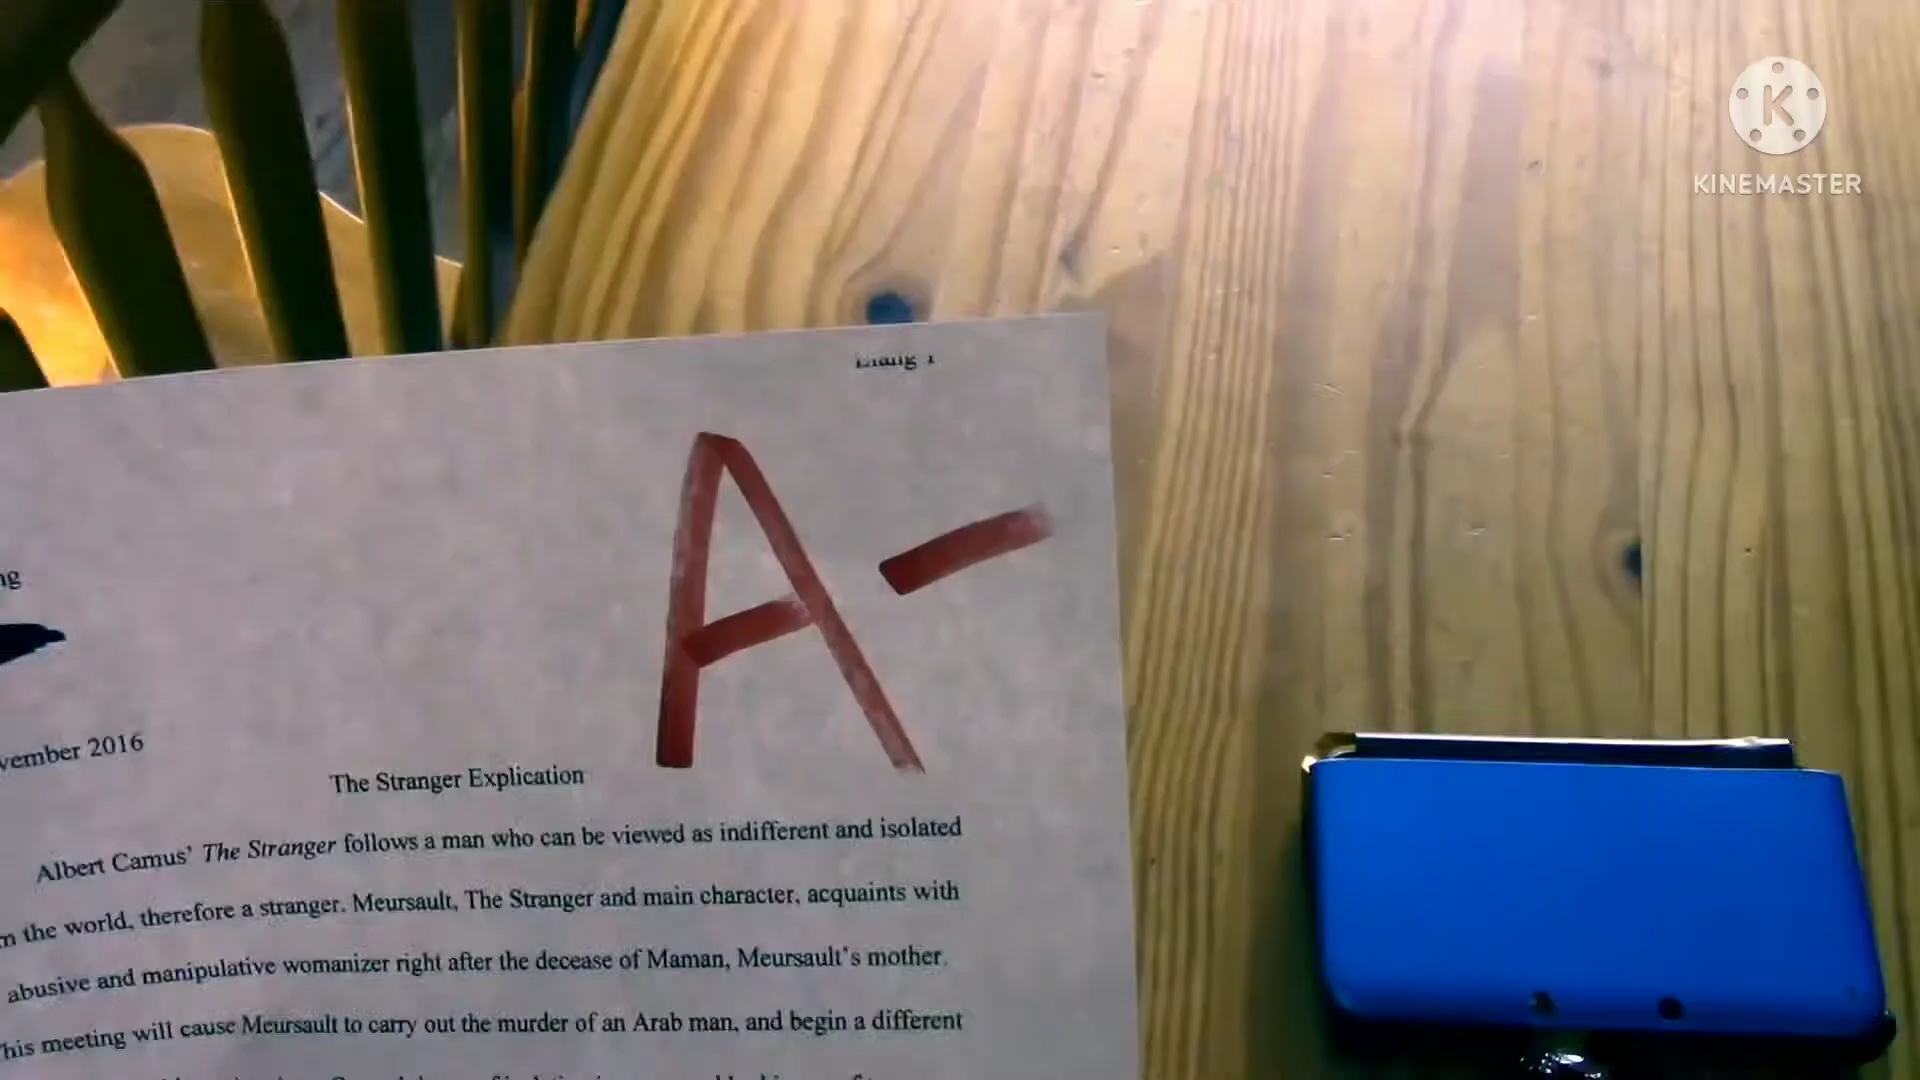 K
KINEMASTER
A-
ng
vember 2016
The Stranger Explication
Albert Camus' The Stranger follows a man who can be viewed as indifferent and isolated
the world, therefore a stranger. Meursault, The Stranger and main character, acquaints with
abusive and manipulative womanizer right after the decease of Maman, Meursault's mother.
his meeting will cause Meursault to carry out the murder of an Arab man, and begin a different